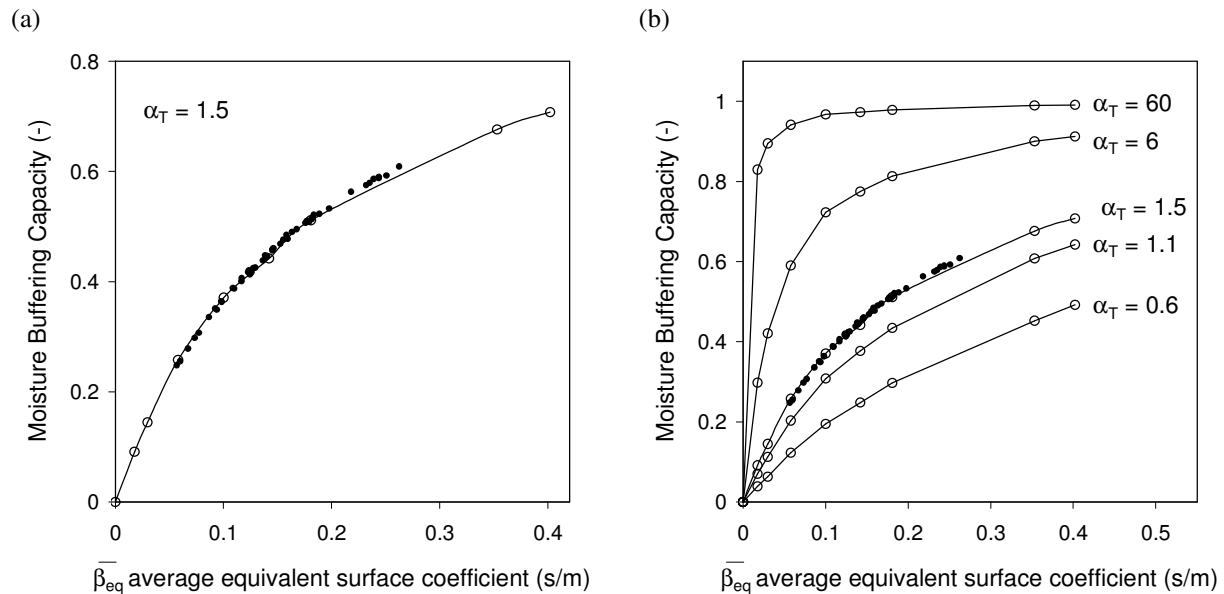 (a)
0.8
0.6
0.4
0.2
0
Moisture Buffering Capacity (-)
α_T = 1.5
0 0.1 0.2 0.3 0.4
β̅_eq average equivalent surface coefficient (s/m)
(b)
1
0.8
0.6
0.4
0.2
0
Moisture Buffering Capacity (-)
α_T = 60
α_T = 6
α_T = 1.5
α_T = 1.1
α_T = 0.6
0 0.1 0.2 0.3 0.4 0.5
β̅_eq average equivalent surface coefficient (s/m)